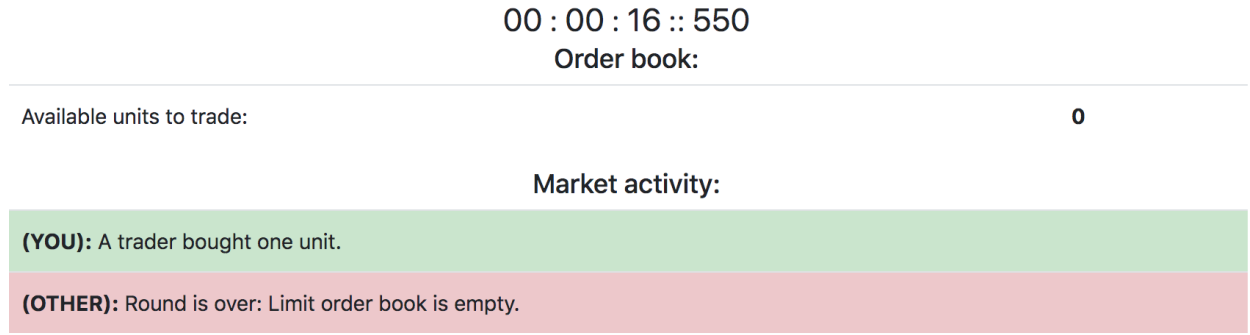 00 : 00 : 16 :: 550
Order book:
Available units to trade: 0
Market activity:
(YOU): A trader bought one unit.
(OTHER): Round is over: Limit order book is empty.